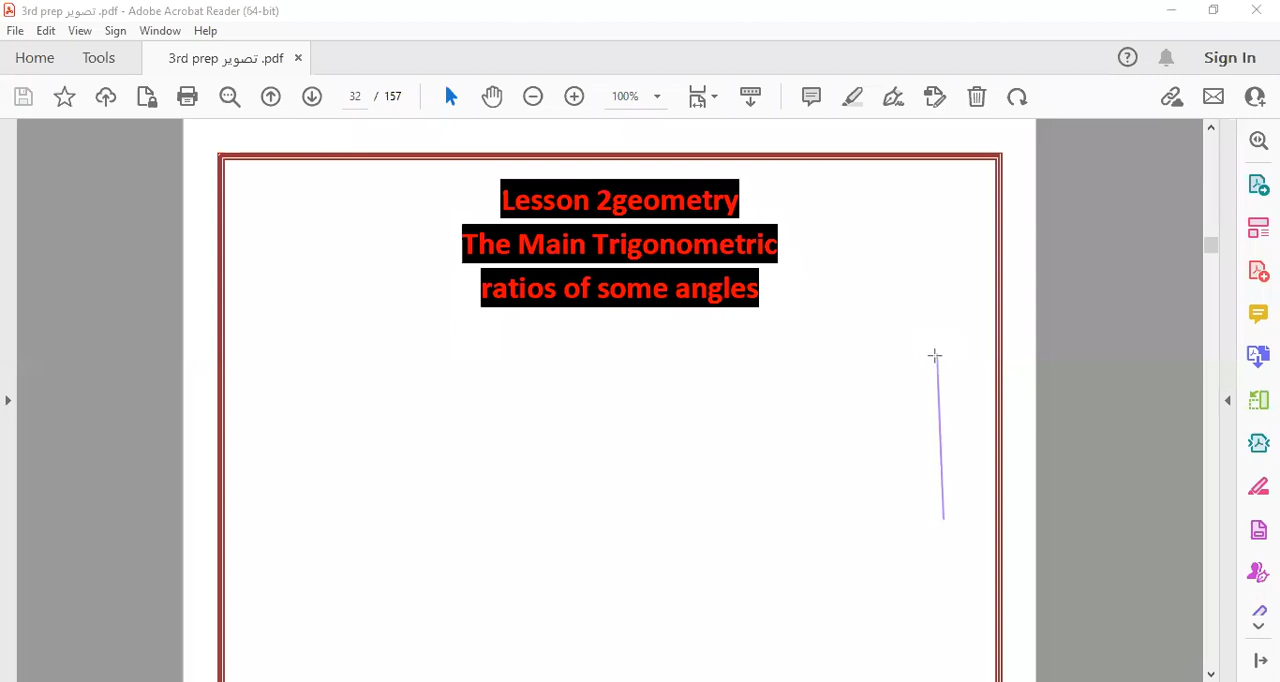 3rd prep تصوير .pdf - Adobe Acrobat Reader (64-bit)
File Edit View Sign Window Help
Home Tools 3rd prep تصوير .pdf × Sign In
32 / 157 100%
Lesson 2geometry
The Main Trigonometric
ratios of some angles